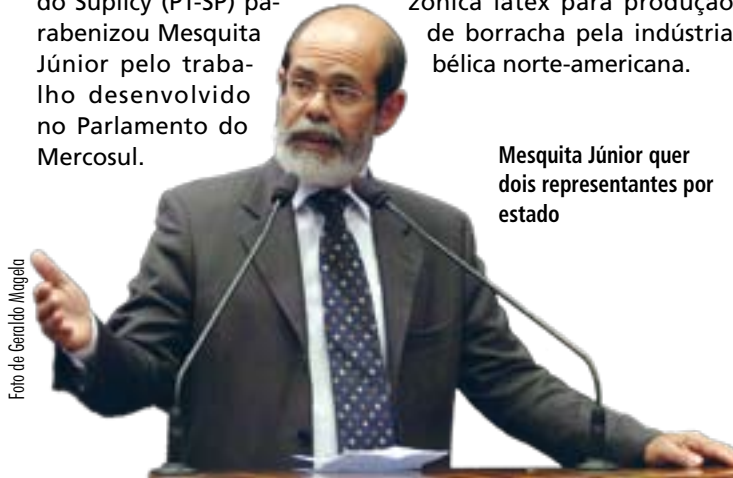 do Suplicy (PT-SP) pa-
rabenizou Mesquita
Júnior pelo traba-
lho desenvolvido
no Parlamento do
Mercosul.
zônica látex para produção
de borracha pela indústria
bélica norte-americana.
Mesquita Júnior quer
dois representantes por
estado
Foto de Geraldo Magela